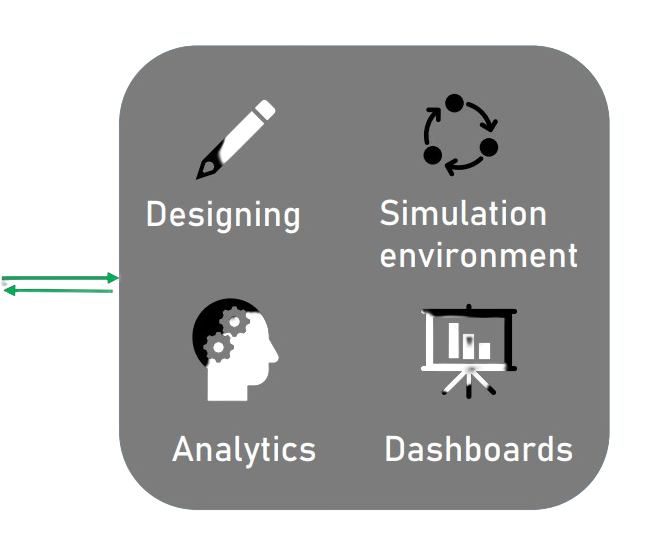 Designing
Simulation
environment
Analytics
Dashboards